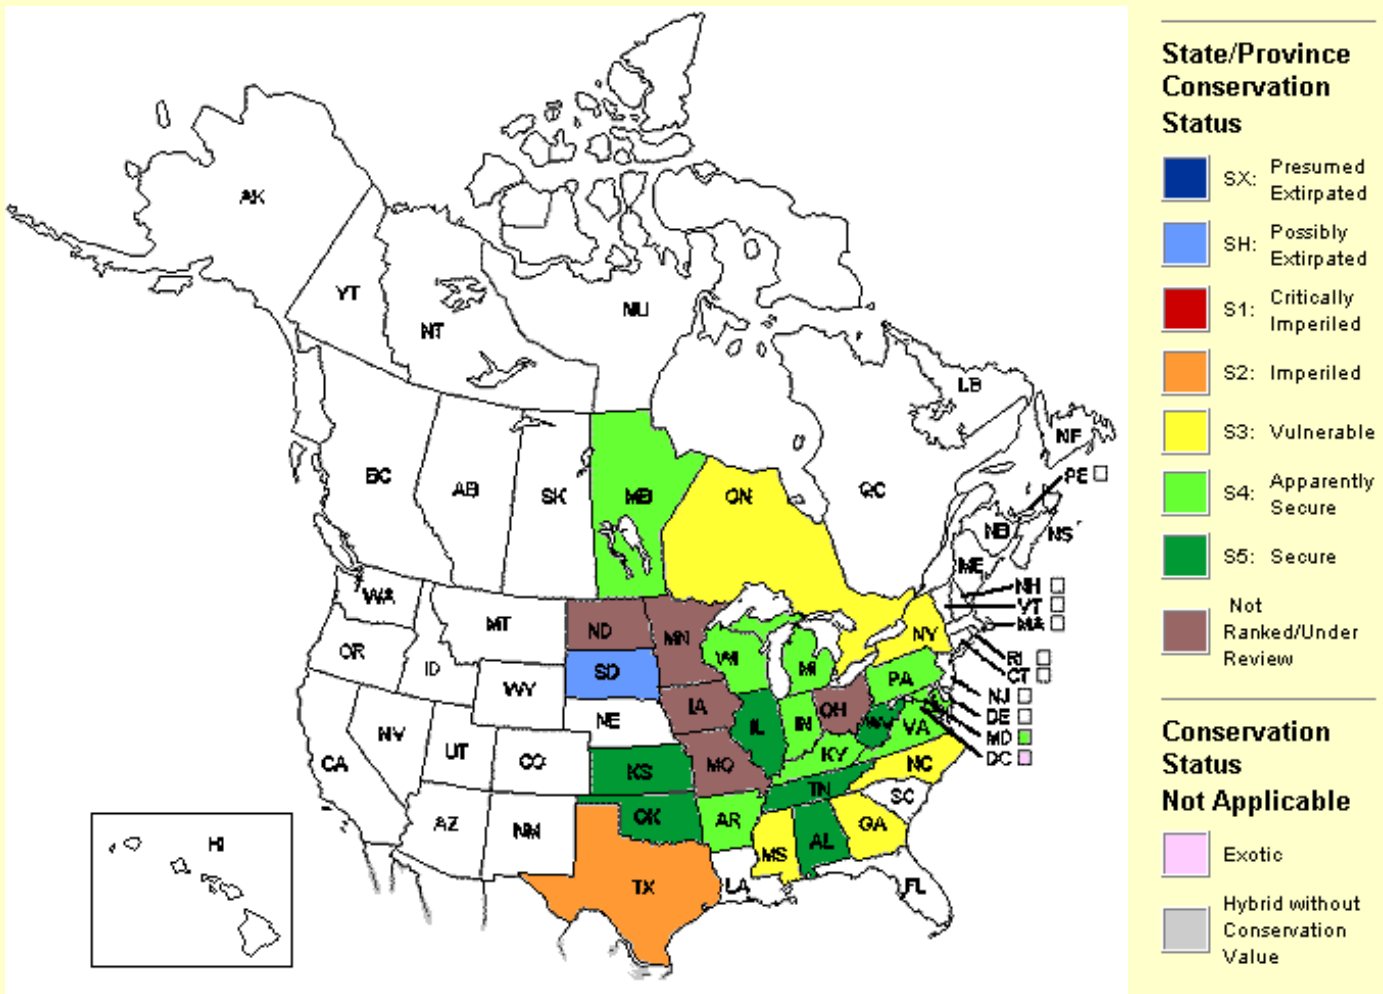 AK
YT
NT
NU
BC
AB
SK
MB
ON
QC
LB
NF
PE
NB
NS
ME
NH
VT
MA
RI
CT
NJ
DE
MD
DC
WA
MT
ND
MN
OR
ID
WY
SD
WI
MI
NY
PA
NV
UT
CO
NE
IA
IL
IN
OH
WV
VA
CA
AZ
NM
KS
MO
KY
NC
TN
SC
OK
AR
MS
AL
GA
TX
LA
FL
HI
State/Province
Conservation
Status
SX: Presumed
Extirpated
SH: Possibly
Extirpated
S1: Critically
Imperiled
S2: Imperiled
S3: Vulnerable
S4: Apparently
Secure
S5: Secure
Not
Ranked/Under
Review
Conservation
Status
Not Applicable
Exotic
Hybrid without
Conservation
Value